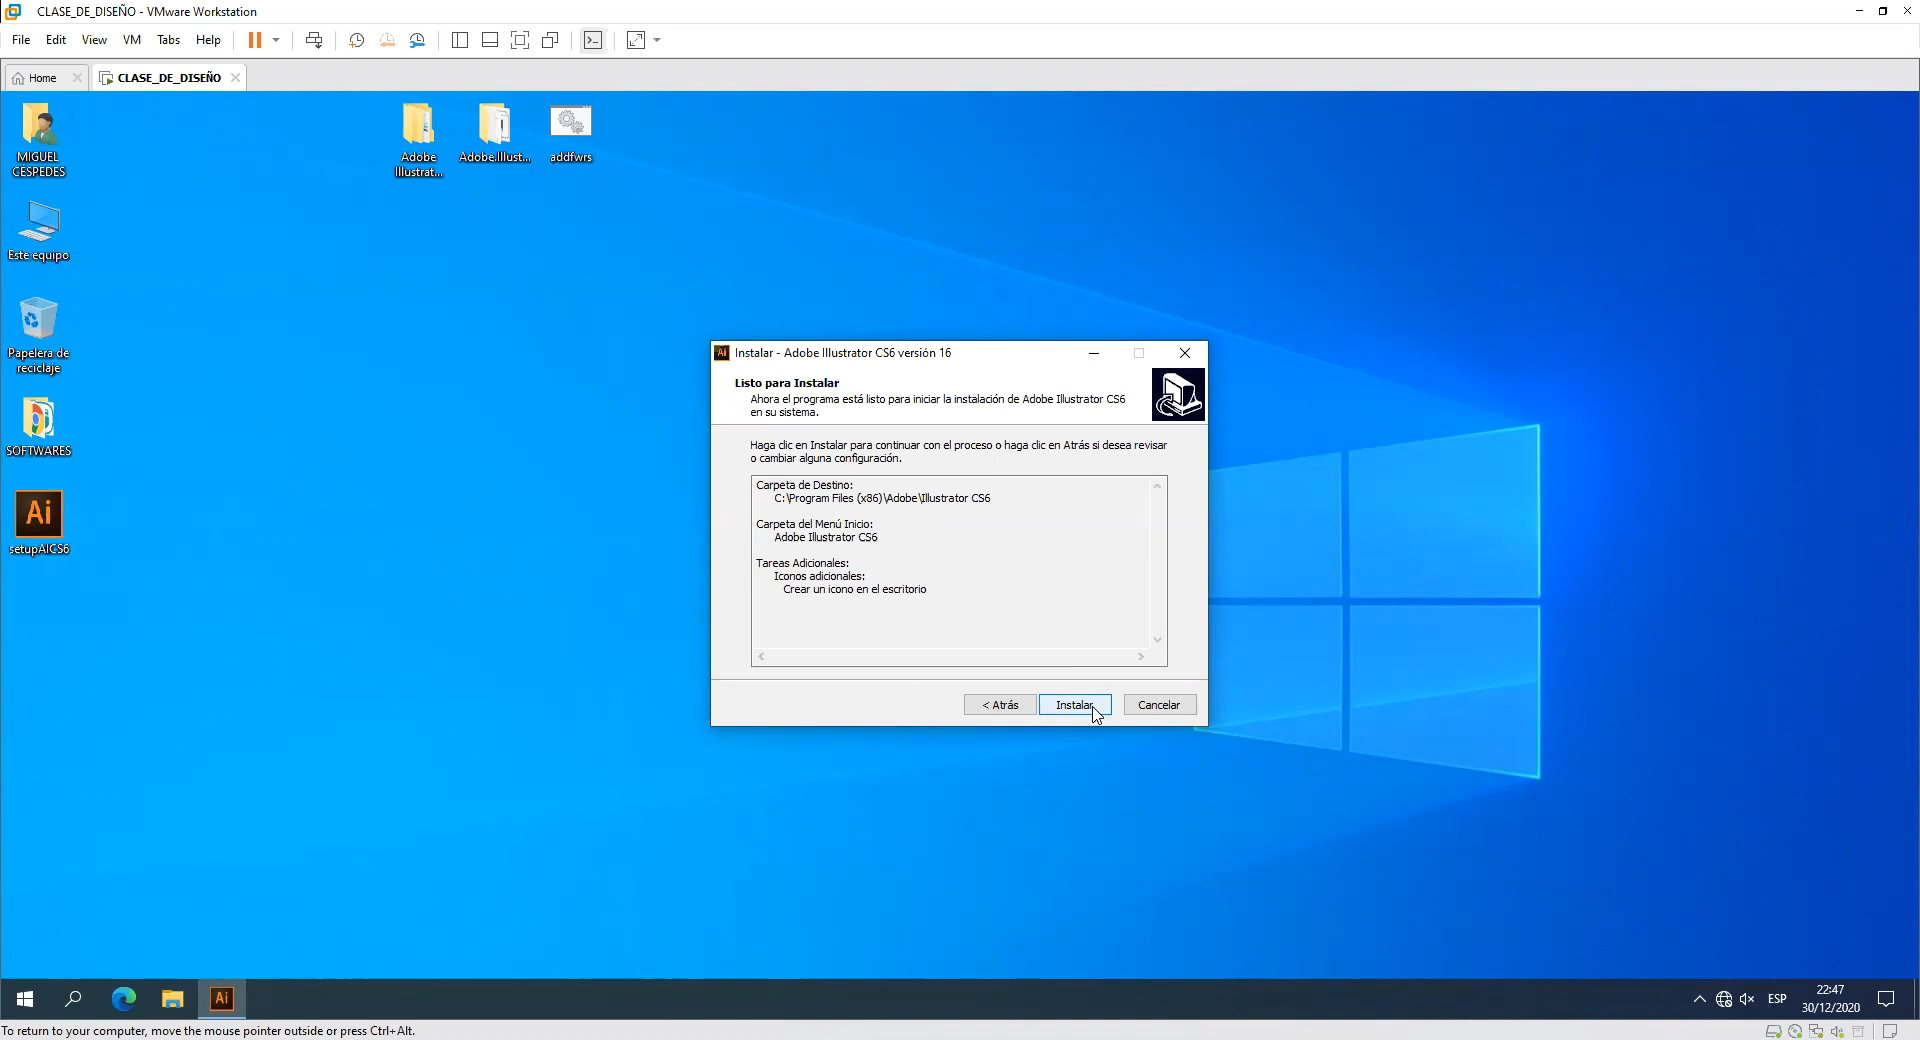 CLASE_DE_DISEÑO - VMware Workstation
File Edit View VM Tabs Help
Home CLASE_DE_DISEÑO
MIGUEL
CESPEDES
Adobe
Illustrat...
Adobe.Illust...
addfwrs
Este equipo
Papelera de
reciclaje
SOFTWARES
Ai
setupAICS6
Ai Instalar - Adobe Illustrator CS6 versión 16
Listo para Instalar
Ahora el programa está listo para iniciar la instalación de Adobe Illustrator CS6
en su sistema.
Haga clic en Instalar para continuar con el proceso o haga clic en Atrás si desea revisar
o cambiar alguna configuración.
Carpeta de Destino:
C:\Program Files (x86)\Adobe\Illustrator CS6
Carpeta del Menú Inicio:
Adobe Illustrator CS6
Tareas Adicionales:
Iconos adicionales:
Crear un icono en el escritorio
< Atrás Instalar Cancelar
Ai
ESP
22:47
30/12/2020
To return to your computer, move the mouse pointer outside or press Ctrl+Alt.